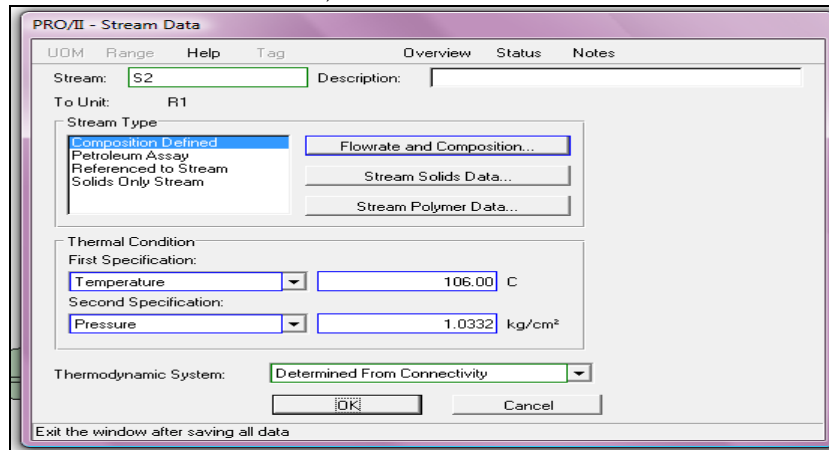 PRO/II - Stream Data
UOM Range Help Tag Overview Status Notes
Stream: S2 Description:
To Unit: R1
Stream Type
Composition Defined
Petroleum Assay
Referenced to Stream
Solids Only Stream
Flowrate and Composition...
Stream Solids Data...
Stream Polymer Data...
Thermal Condition
First Specification:
Temperature 106.00 C
Second Specification:
Pressure 1.0332 kg/cm²
Thermodynamic System: Determined From Connectivity
OK Cancel
Exit the window after saving all data